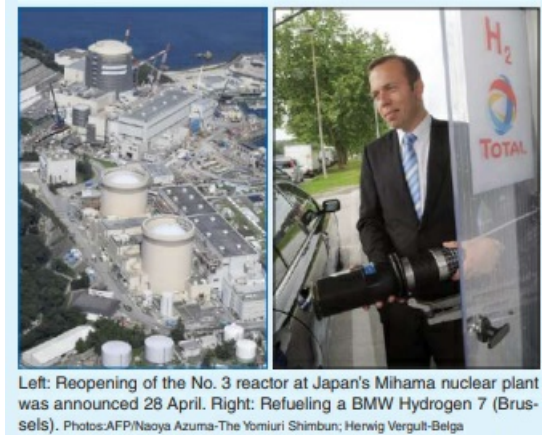 H2
TOTAL
Left: Reopening of the No. 3 reactor at Japan's Mihama nuclear plant
was announced 28 April. Right: Refueling a BMW Hydrogen 7 (Brus-
sels). Photos:AFP/Naoya Azuma-The Yomiuri Shimbun; Herwig Vergult-Belga